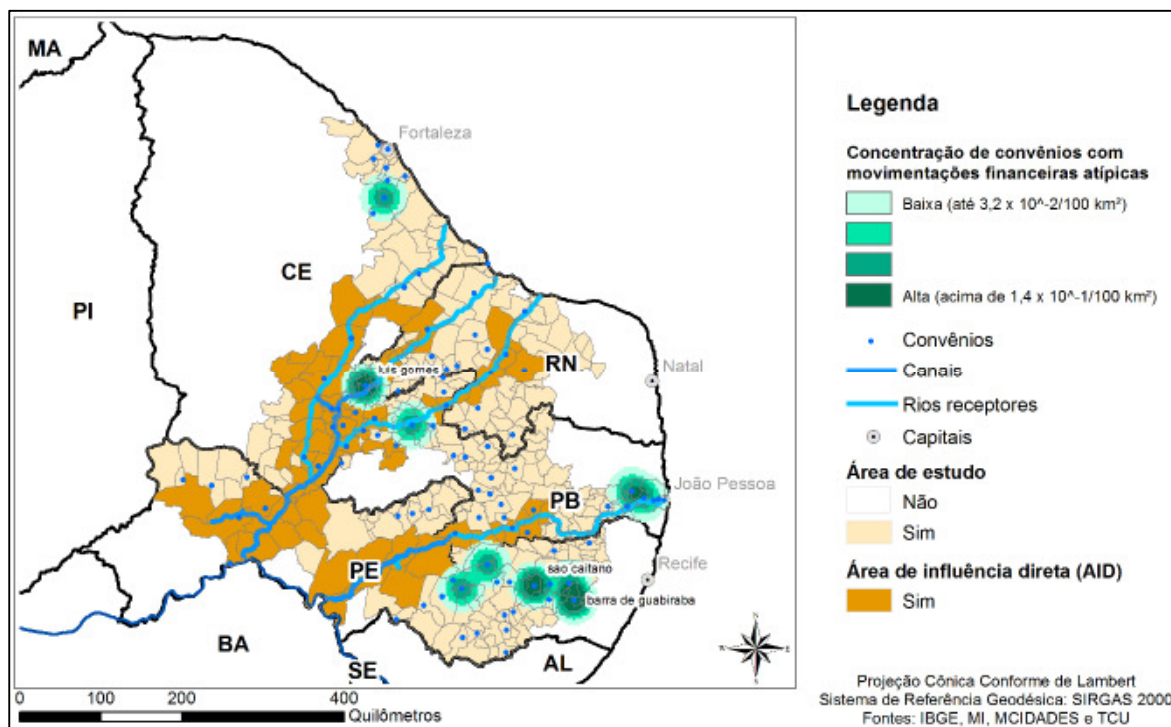 MA
Fortaleza
CE
PI
luis gomes
RN
Natal
João Pessoa
PB
PE
sao caitano
Recife
barra de guabiraba
BA
SE
AL
0 100 200 400
Quilômetros
N
Legenda
Concentração de convênios com
movimentações financeiras atípicas
Baixa (até 3,2 x 10^-2/100 km²)
Alta (acima de 1,4 x 10^-1/100 km²)
Convênios
Canais
Rios receptores
Capitais
Área de estudo
Não
Sim
Área de influência direta (AID)
Sim
Projeção Cônica Conforme de Lambert
Sistema de Referência Geodésica: SIRGAS 2000
Fontes: IBGE, MI, MCIDADES e TCU